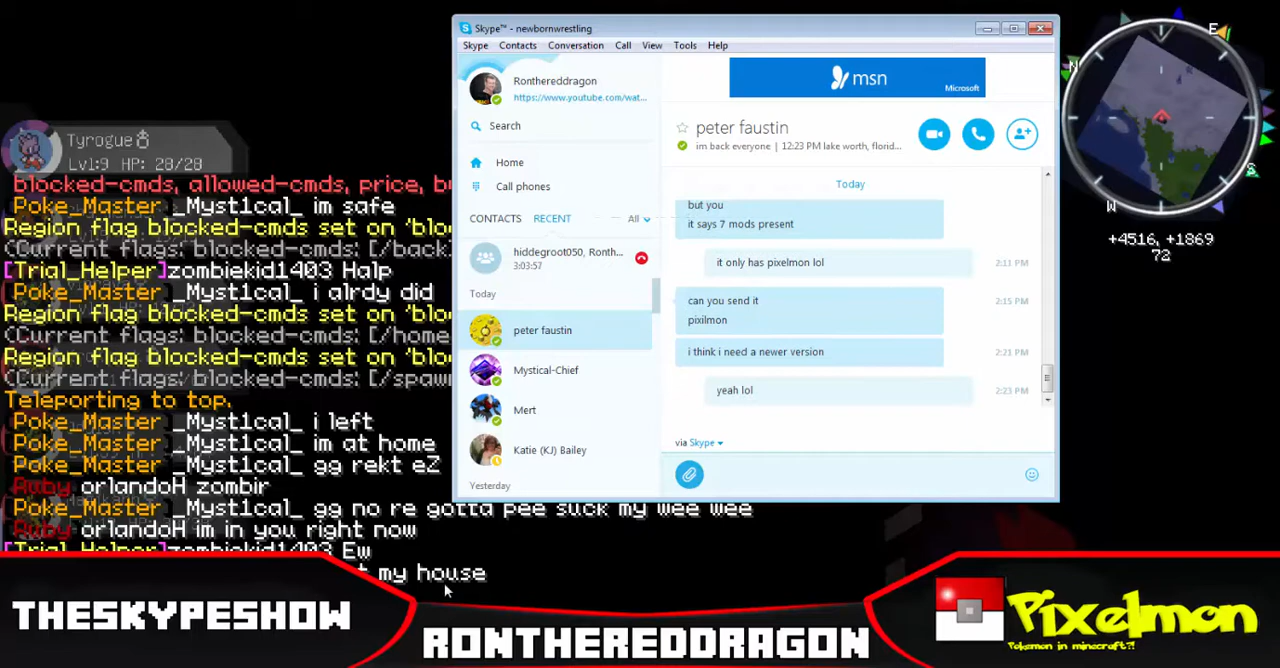 Skype™ - newbornwrestling
Skype Contacts Conversation Call View Tools Help
Ronthereddragon
https://www.youtube.com/wat...
Search
Home
Call phones
CONTACTS RECENT All
hiddegroot050, Ronth...
3:03:57
Today
peter faustin
Mystical-Chief
Mert
Katie (KJ) Bailey
Yesterday
msn
Microsoft
peter faustin
im back everyone | 12:23 PM lake worth, florid...
Today
but you
it says 7 mods present
it only has pixelmon lol 2:11 PM
can you send it 2:15 PM
pixilmon
i think i need a newer version 2:21 PM
yeah lol 2:23 PM
via Skype
E
N
S
W
+4516, +1869
72
Tyrogue
Lvl:9 HP: 28/28
blocked-cmds, allowed-cmds, price,
Poke_Master _Myst1cal_ im safe
Region flag blocked-cmds set on 'blo
(Current flags: blocked-cmds: [/back
[Trial_Helper]zombiekid1403 Halp
Poke_Master _Myst1cal_ i alrdy did
Region flag blocked-cmds set on 'blo
(Current flags: blocked-cmds: [/home
Region flag blocked-cmds set on 'blo
(Current flags: blocked-cmds: [/spaw
Teleporting to top.
Poke_Master _Myst1cal_ i left
Poke_Master _Myst1cal_ im at home
Poke_Master _Myst1cal_ gg rekt eZ
Ruby orlandoH zombir
Poke_Master _Myst1cal_ gg no re gotta pee suck my wee wee
Ruby orlandoH im in you right now
[Trial_Helper]zombiekid1403 Ew
my house
THESKYPESHOW
RONTHEREDDRAGON
Pixelmon
Pokemon in minecraft?!